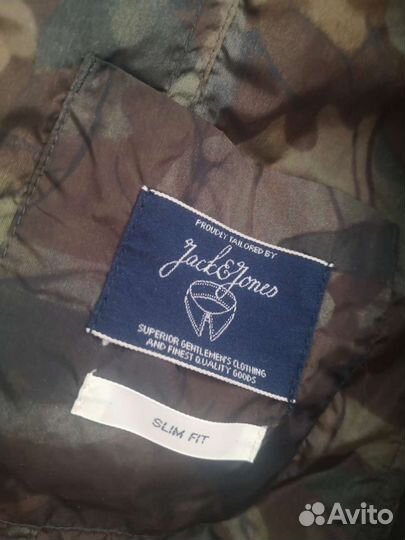 PROUDLY TAILORED BY
Jack&Jones
SUPERIOR GENTLEMEN'S CLOTHING
AND FINEST QUALITY GOODS
SLIM FIT
Avito